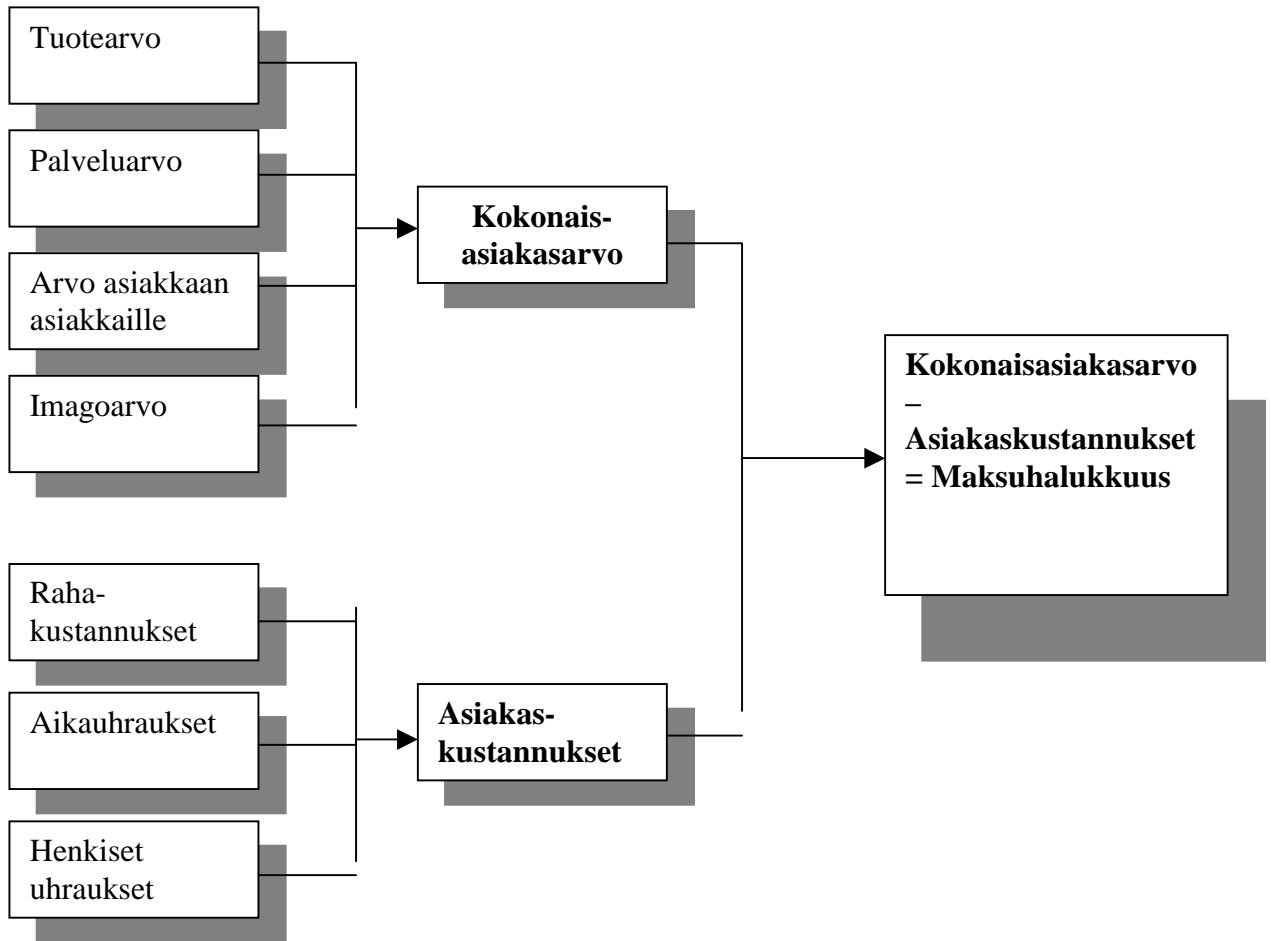 Tuotearvo
Palveluarvo
Arvo asiakkaan
asiakkaille
Imagoarvo
Raha-
kustannukset
Aikauhraukset
Henkiset
uhraukset
Kokonais-
asiakasarvo
Asiakas-
kustannukset
Kokonaisasiakasarvo
–
Asiakaskustannukset
= Maksuhalukkuus